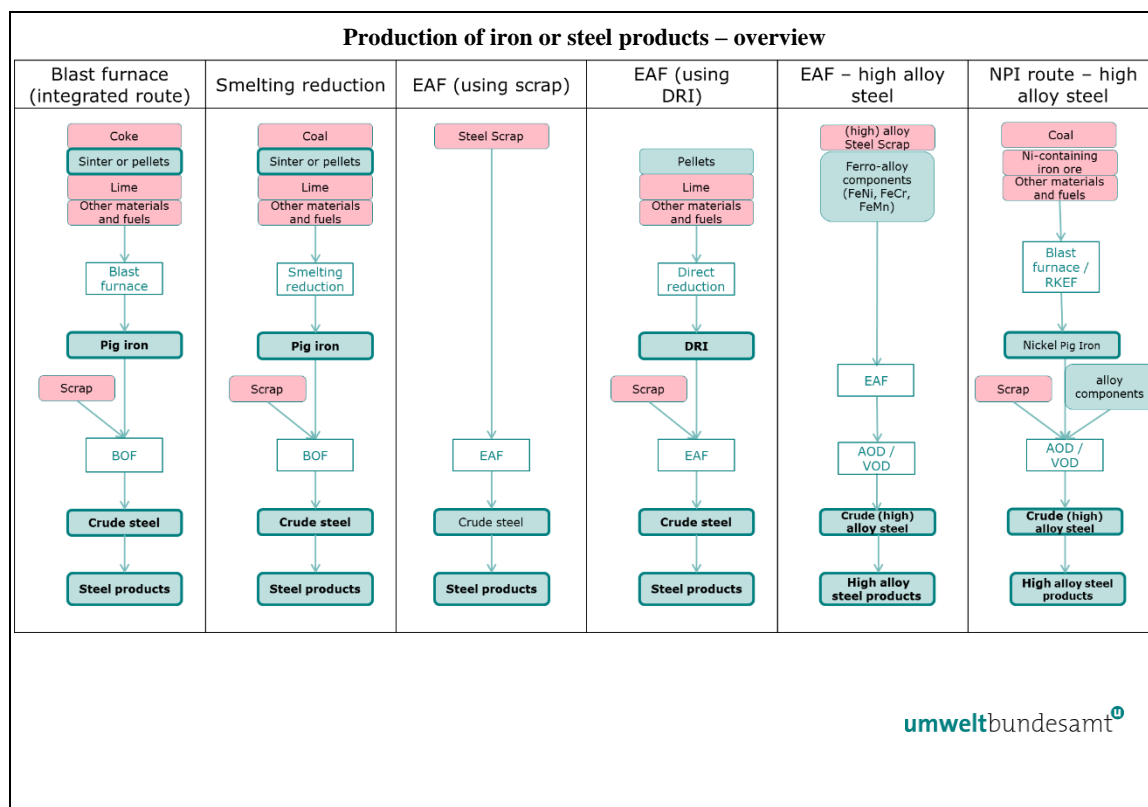 Production of iron or steel products – overview
Blast furnace
(integrated route)
Coke
Sinter or pellets
Lime
Other materials
and fuels
Blast
furnace
Pig iron
Scrap
BOF
Crude steel
Steel products
Smelting reduction
Coal
Sinter or pellets
Lime
Other materials
and fuels
Smelting
reduction
Pig iron
Scrap
BOF
Crude steel
Steel products
EAF (using scrap)
Steel Scrap
EAF
Crude steel
Steel products
EAF (using
DRI)
Pellets
Lime
Other materials
and fuels
Direct
reduction
DRI
Scrap
EAF
Crude steel
Steel products
EAF – high alloy
steel
(high) alloy
Steel Scrap
Ferro-alloy
components
(FeNi, FeCr,
FeMn)
EAF
AOD /
VOD
Crude (high)
alloy steel
High alloy
steel products
NPI route – high
alloy steel
Coal
Ni-containing
iron ore
Other materials
and fuels
Blast
furnace /
RKEF
Nickel Pig Iron
Scrap
alloy
components
AOD /
VOD
Crude (high)
alloy steel
High alloy steel
products
umweltbundesamt
u